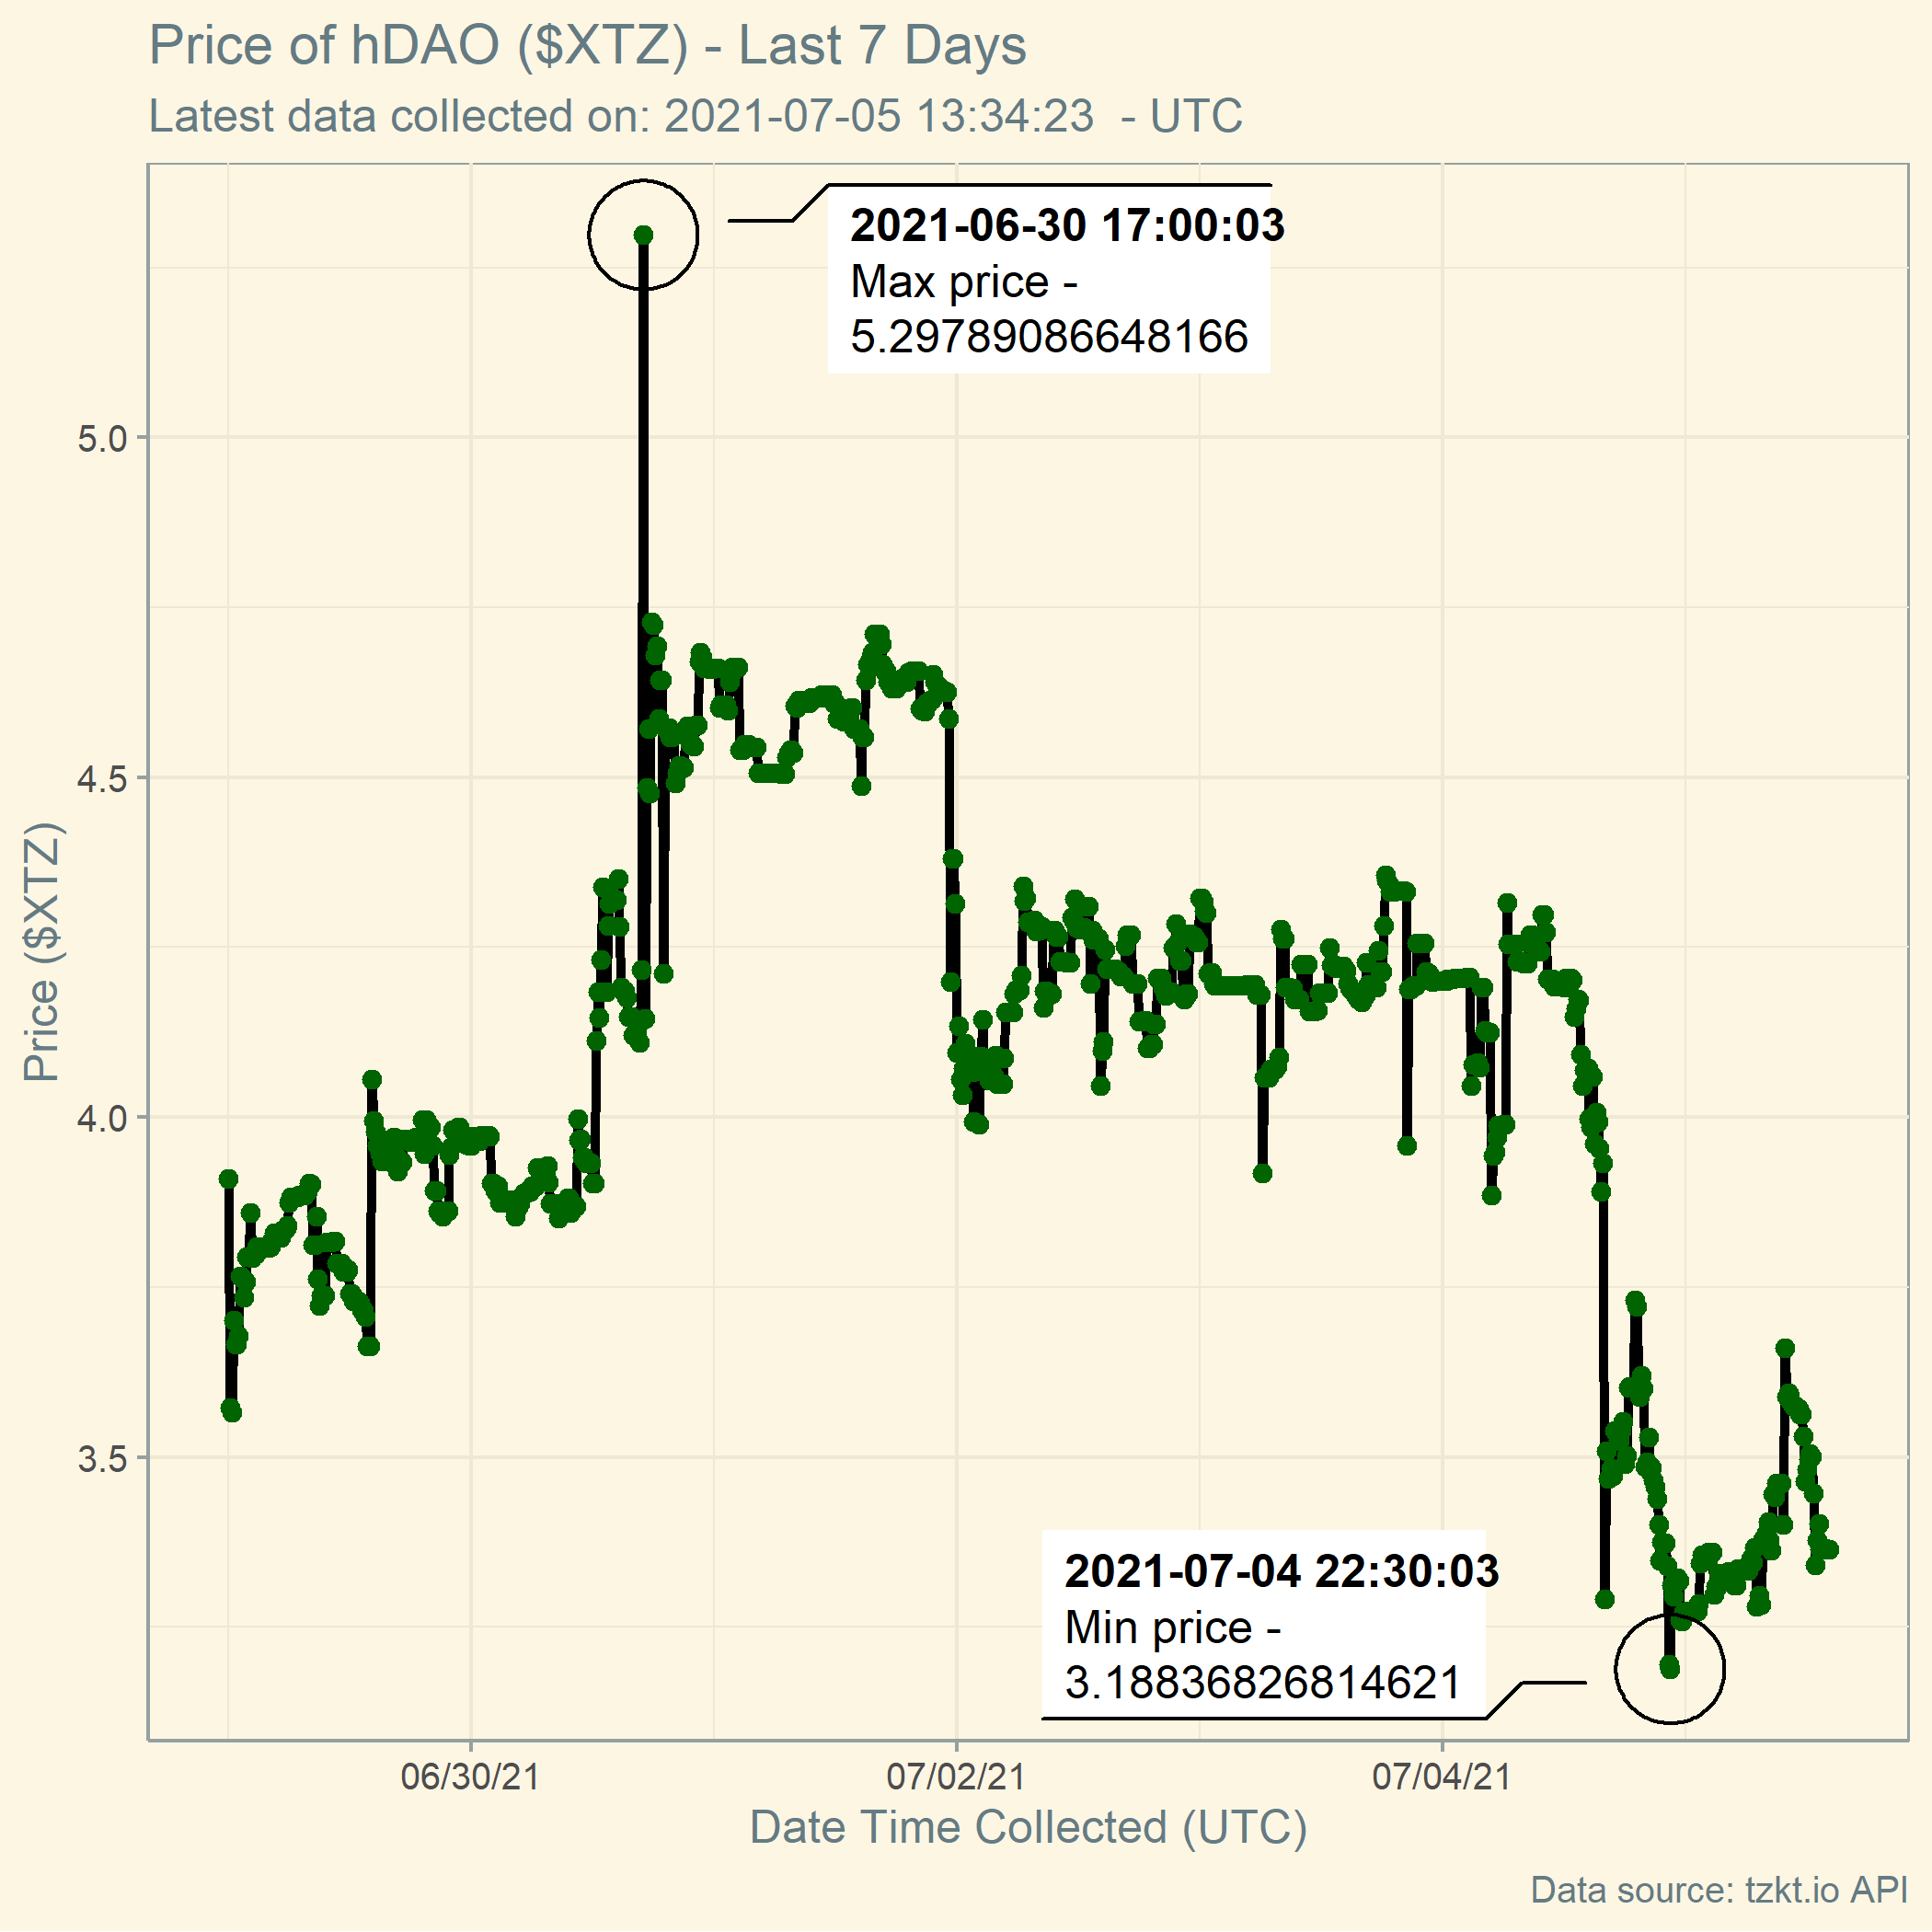 Price of hDAO ($XTZ) - Last 7 Days
Latest data collected on: 2021-07-05 13:34:23  - UTC
2021-06-30 17:00:03
Max price -
5.29789086648166
5.0
4.5
4.0
3.5
Price ($XTZ)
2021-07-04 22:30:03
Min price -
3.18836826814621
06/30/21
07/02/21
07/04/21
Date Time Collected (UTC)
Data source: tzkt.io API